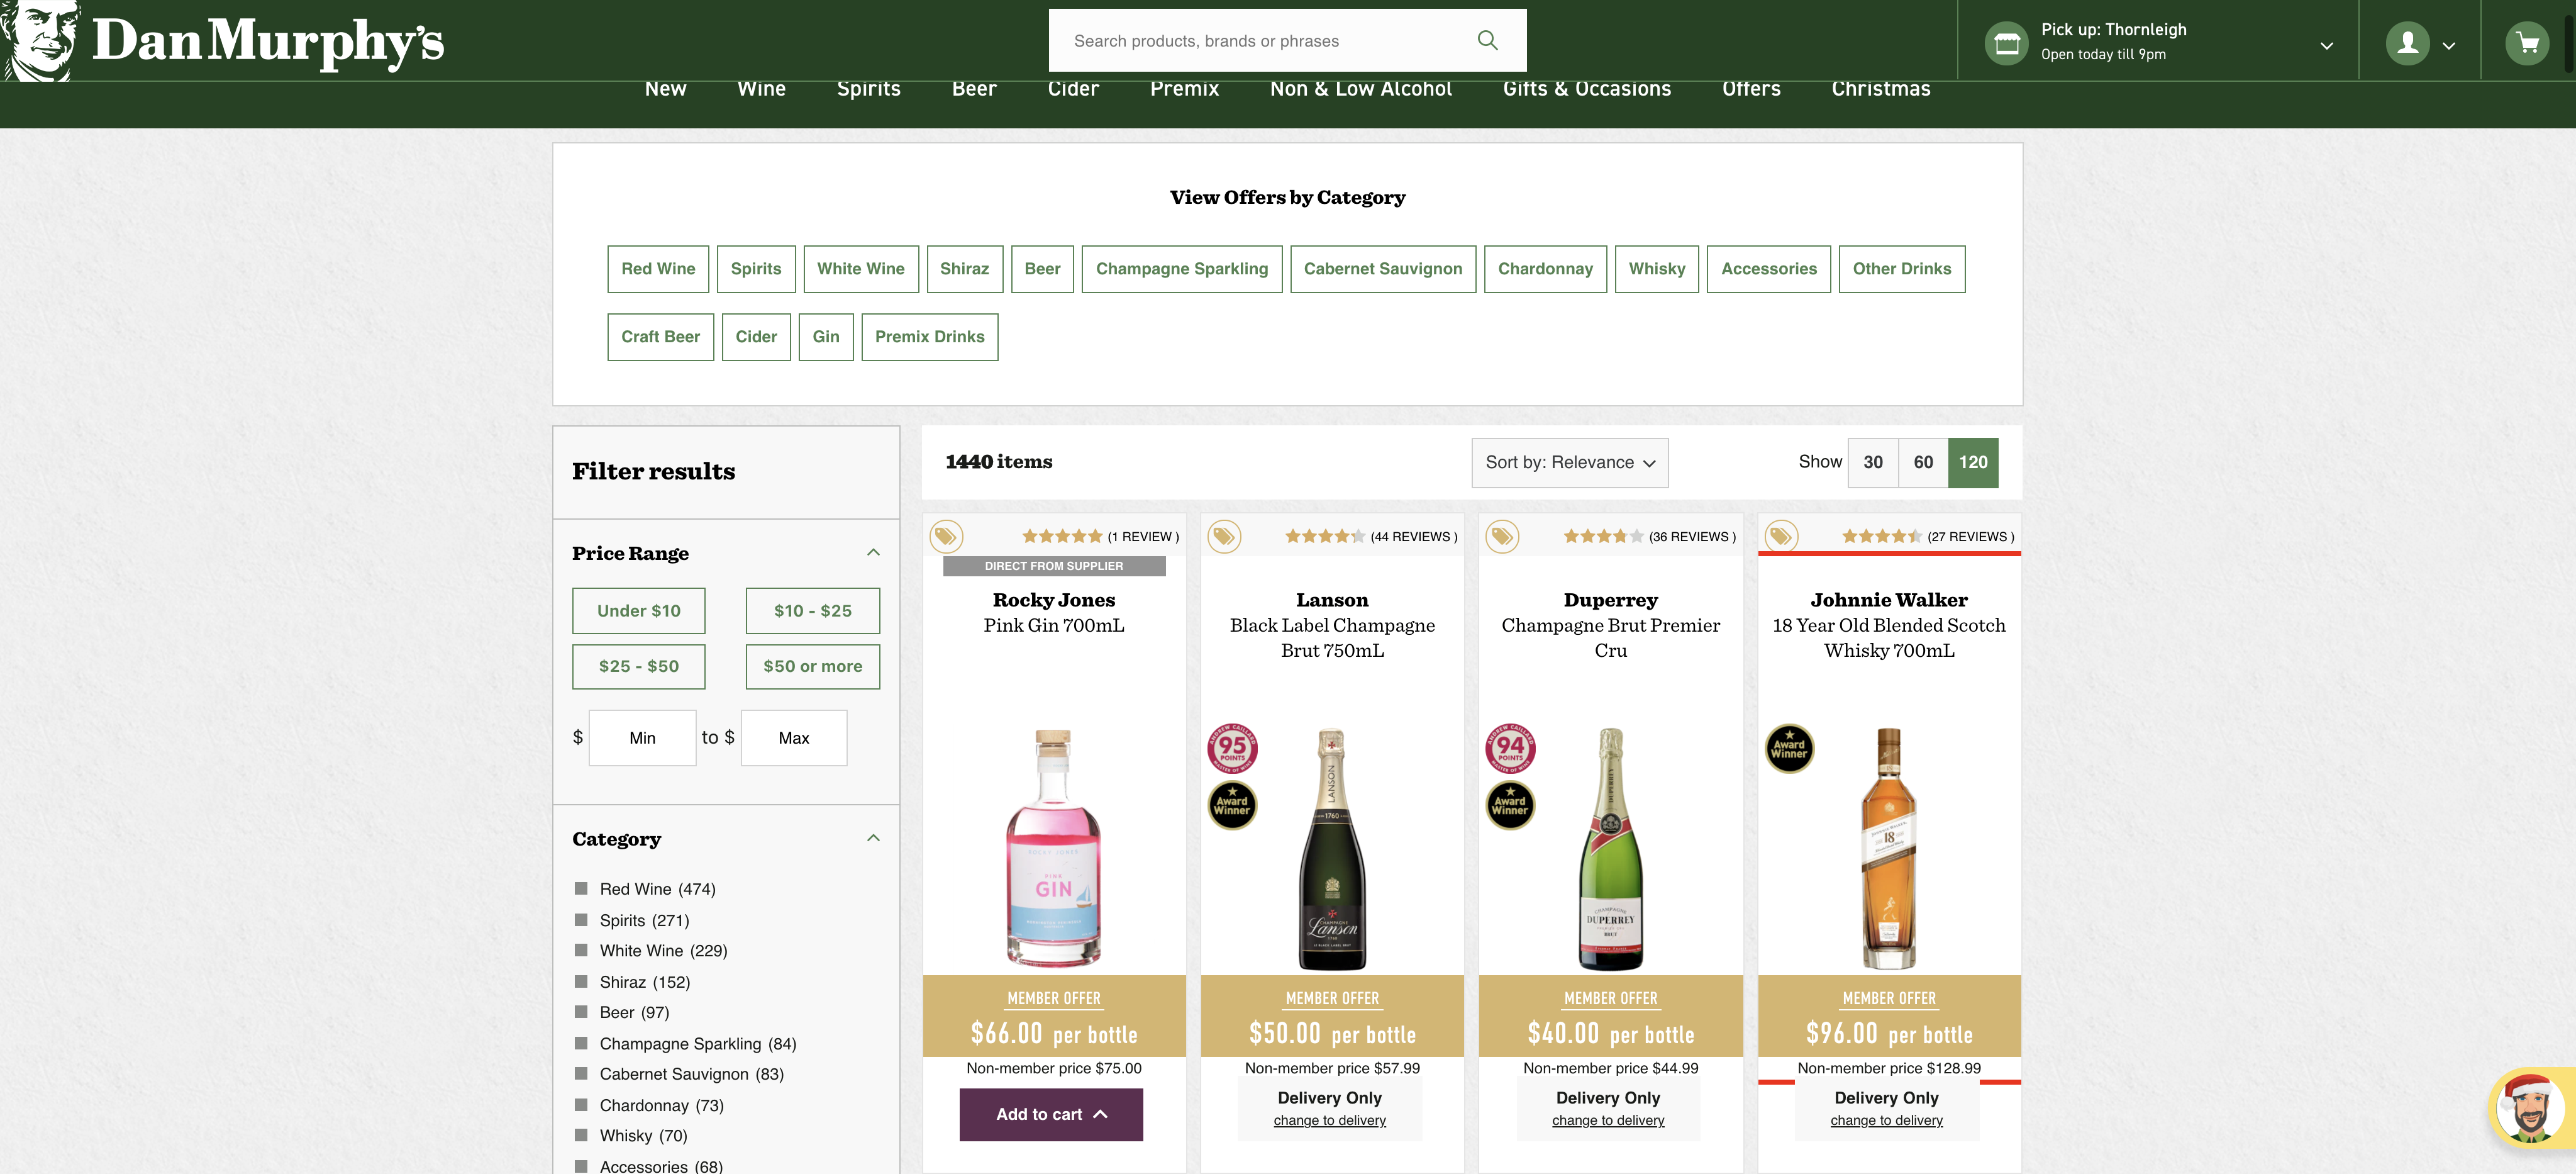 Dan Murphy's
Search products, brands or phrases
Pick up: Thornleigh
Open today till 9pm
New Wine Spirits Beer Cider Premix Non & Low Alcohol Gifts & Occasions Offers Christmas
View Offers by Category
Red Wine Spirits White Wine Shiraz Beer Champagne Sparkling Cabernet Sauvignon Chardonnay Whisky Accessories Other Drinks
Craft Beer Cider Gin Premix Drinks
Filter results
Price Range
Under $10 $10 - $25
$25 - $50 $50 or more
$ Min to $ Max
Category
Red Wine (474)
Spirits (271)
White Wine (229)
Shiraz (152)
Beer (97)
Champagne Sparkling (84)
Cabernet Sauvignon (83)
Chardonnay (73)
Whisky (70)
Accessories (68)
1440 items
Sort by: Relevance
Show 30 60 120
(1 REVIEW )
DIRECT FROM SUPPLIER
Rocky Jones
Pink Gin 700mL
ROCKY JONES
PINK
GIN
MEMBER OFFER
$66.00 per bottle
Non-member price $75.00
Add to cart
(44 REVIEWS )
Lanson
Black Label Champagne
Brut 750mL
95
POINTS
Award
Winner
LANSON
1760
CHAMPAGNE
Lanson
MEMBER OFFER
$50.00 per bottle
Non-member price $57.99
Delivery Only
change to delivery
(36 REVIEWS )
Duperrey
Champagne Brut Premier
Cru
94
POINTS
Award
Winner
DUPERREY
CHAMPAGNE
DUPERREY
BRUT
MEMBER OFFER
$40.00 per bottle
Non-member price $44.99
Delivery Only
change to delivery
(27 REVIEWS )
Johnnie Walker
18 Year Old Blended Scotch
Whisky 700mL
Award
Winner
18
MEMBER OFFER
$96.00 per bottle
Non-member price $128.99
Delivery Only
change to delivery